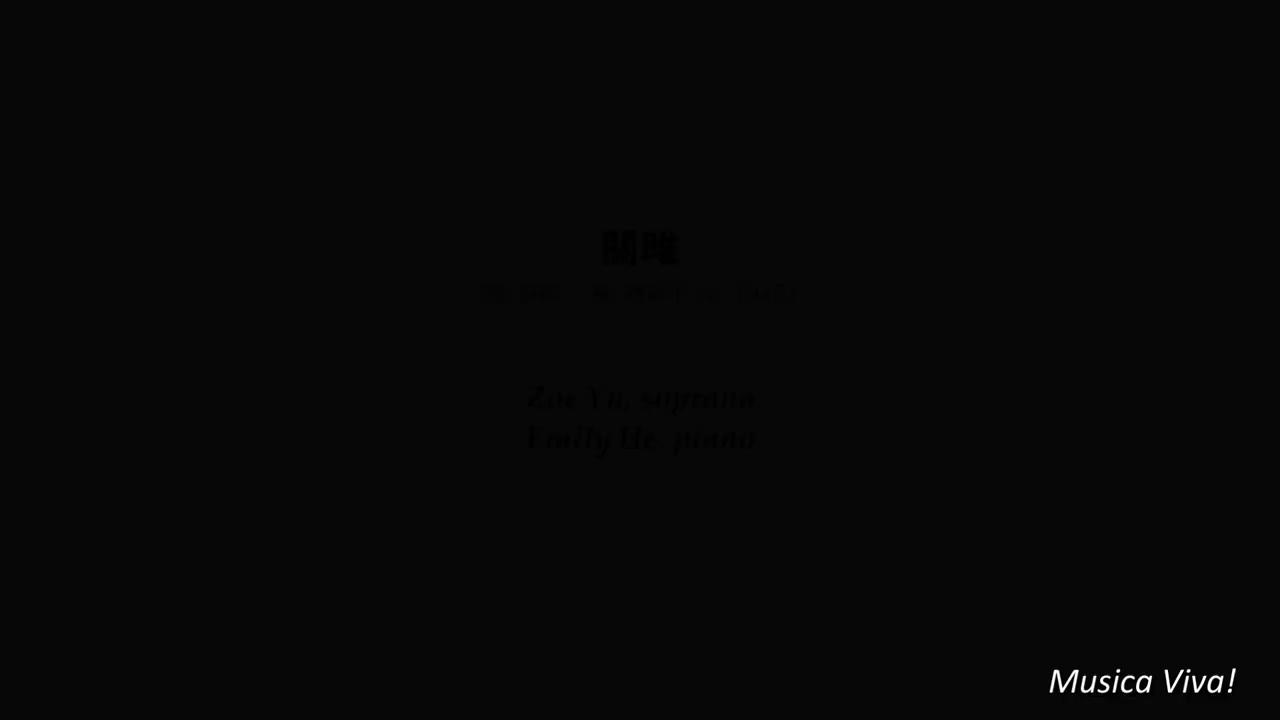 關雎
Zoe Yu, soprano
Emily He, piano
Musica Viva!